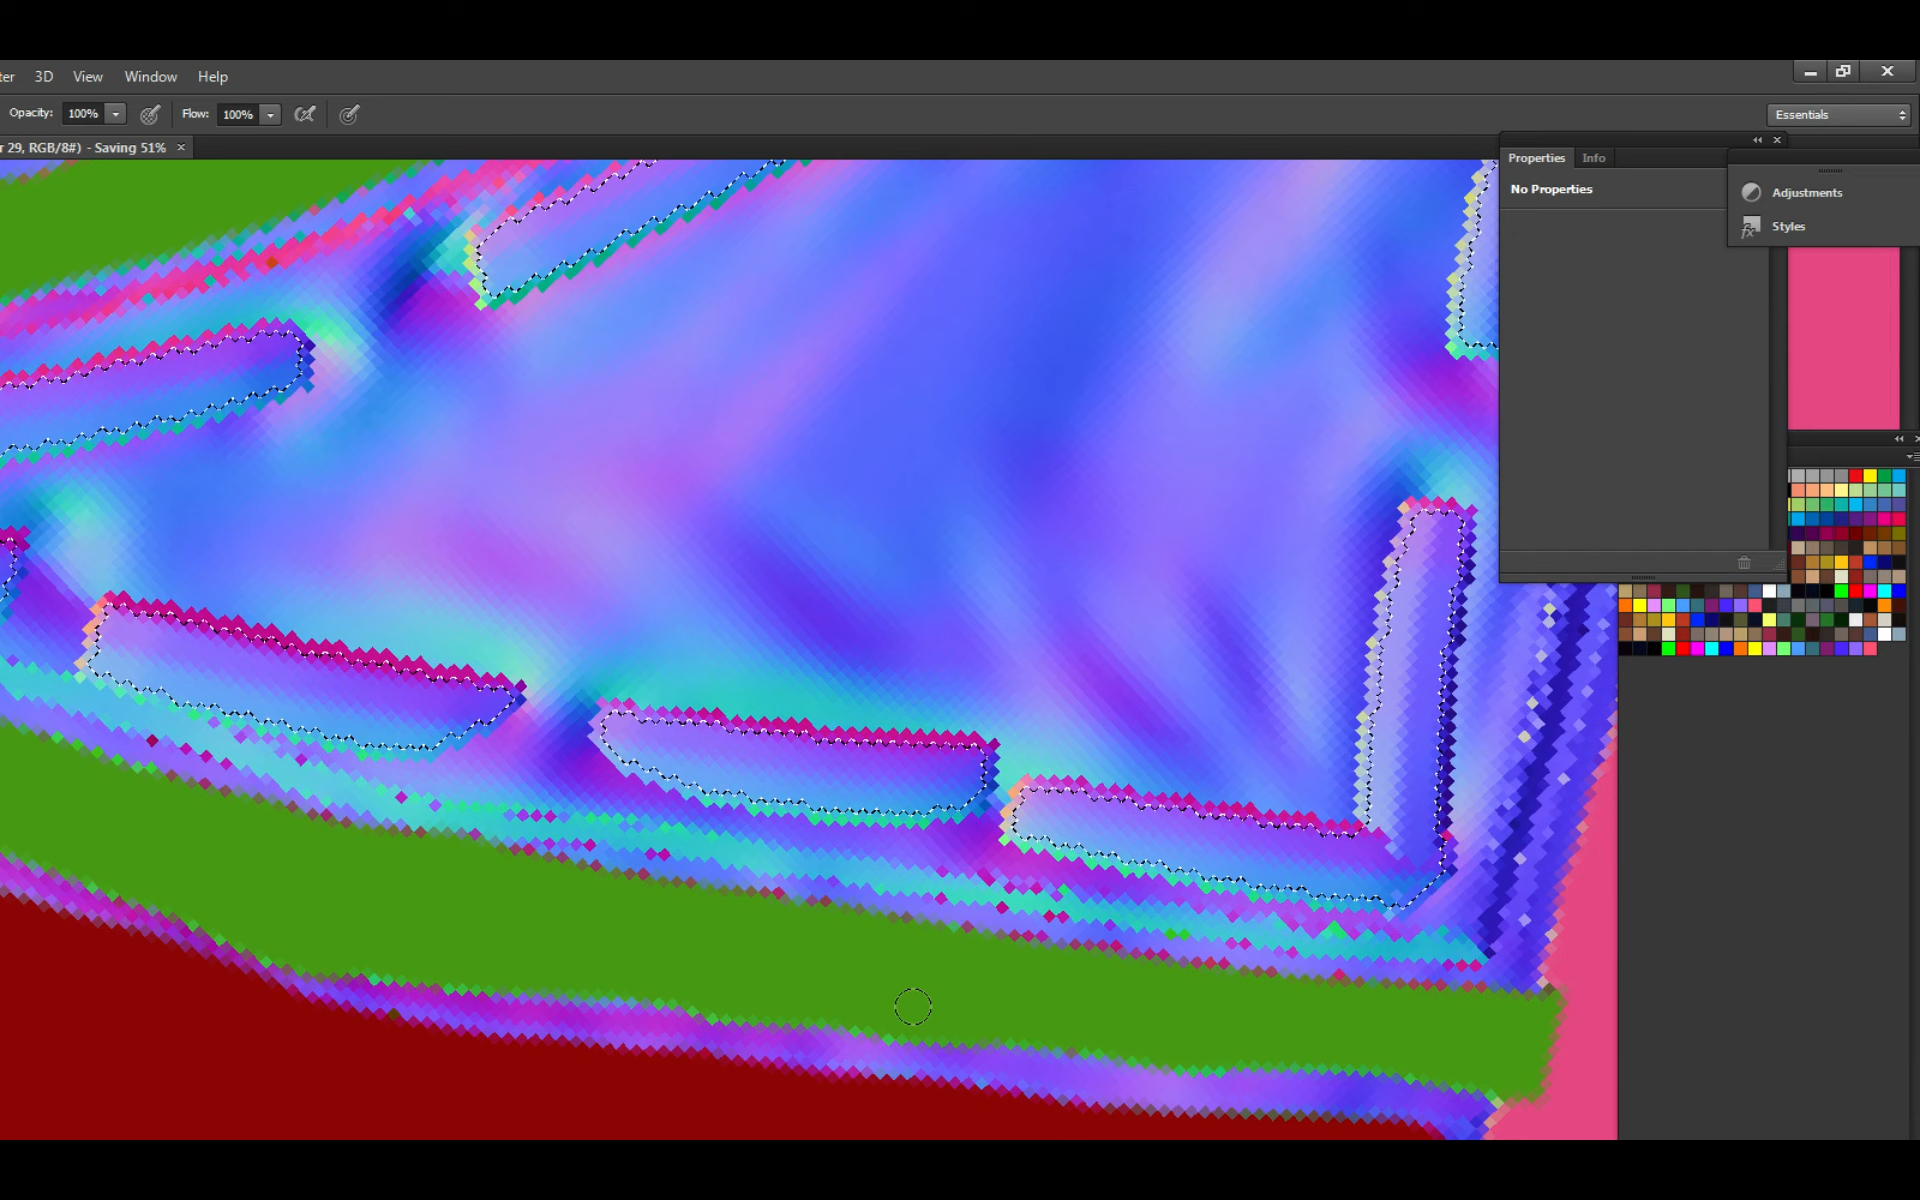 ter 3D View Window Help
Opacity: 100% Flow: 100% Essentials
r 29, RGB/8#) - Saving 51% ×
Properties Info
No Properties
Adjustments
Styles